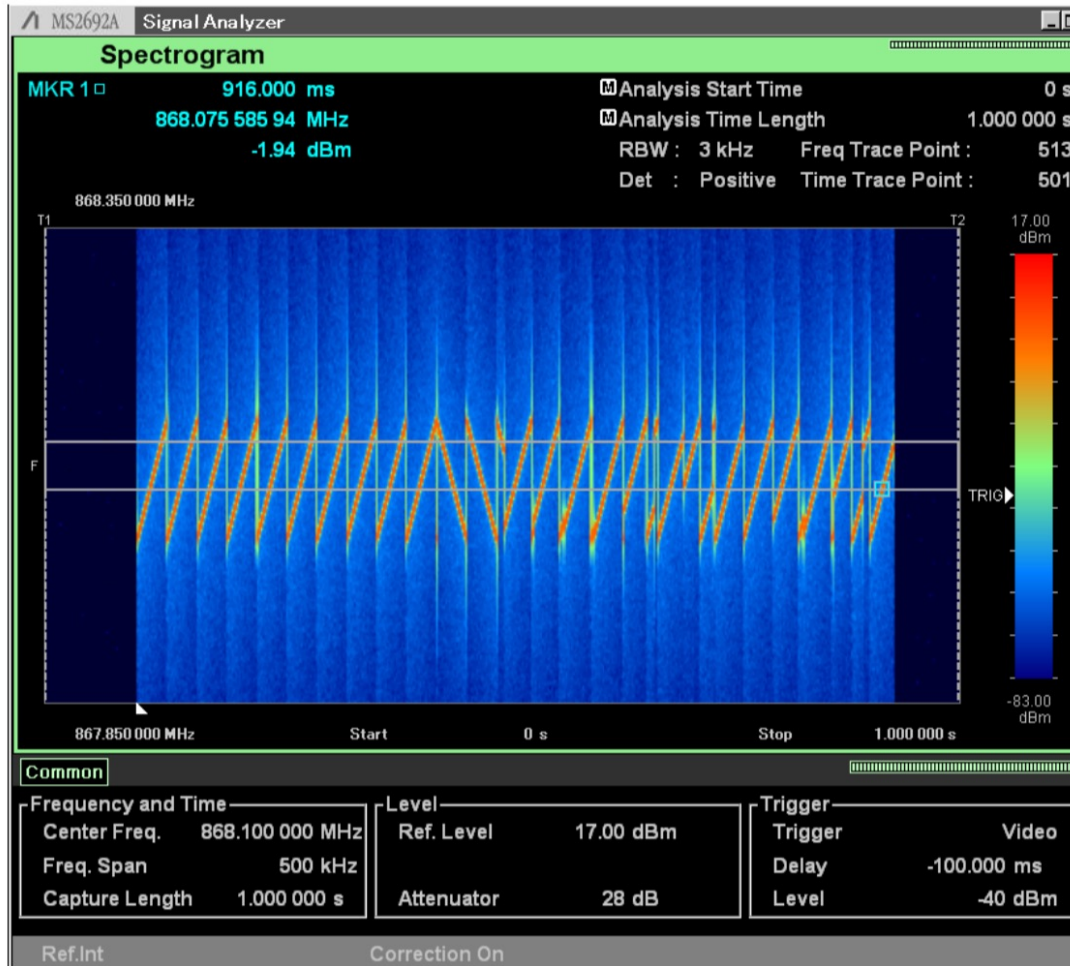 MS2692A Signal Analyzer
Spectrogram
MKR 1 916.000 ms
868.075 585 94 MHz
-1.94 dBm
M Analysis Start Time 0 s
M Analysis Time Length 1.000 000 s
RBW : 3 kHz Freq Trace Point : 513
Det : Positive Time Trace Point : 501
868.350 000 MHz
T1
T2
17.00
dBm
F
TRIG
-83.00
dBm
867.850 000 MHz Start 0 s Stop 1.000 000 s
Common
Frequency and Time
Center Freq. 868.100 000 MHz
Freq. Span 500 kHz
Capture Length 1.000 000 s
Level
Ref. Level 17.00 dBm
Attenuator 28 dB
Trigger
Trigger Video
Delay -100.000 ms
Level -40 dBm
Ref.Int Correction On